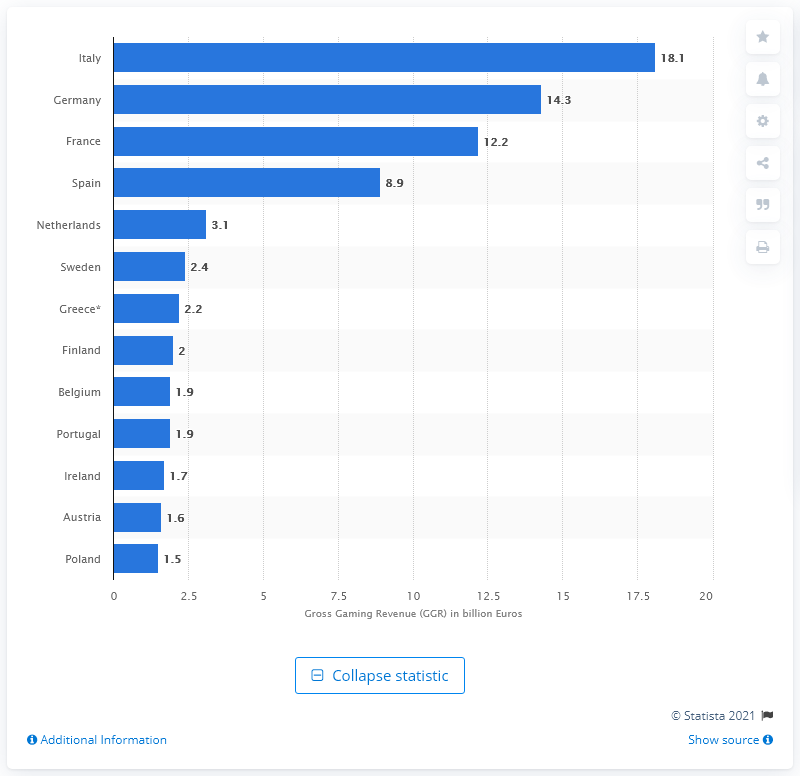 Italy 18.1
Germany 14.3
France 12.2
Spain 8.9
Netherlands 3.1
Sweden 2.4
Greece* 2.2
Finland 2
Belgium 1.9
Portugal 1.9
Ireland 1.7
Austria 1.6
Poland 1.5
0 2.5 5 7.5 10 12.5 15 17.5 20
Gross Gaming Revenue (GGR) in billion Euros
Collapse statistic
© Statista 2021
Additional Information
Show source